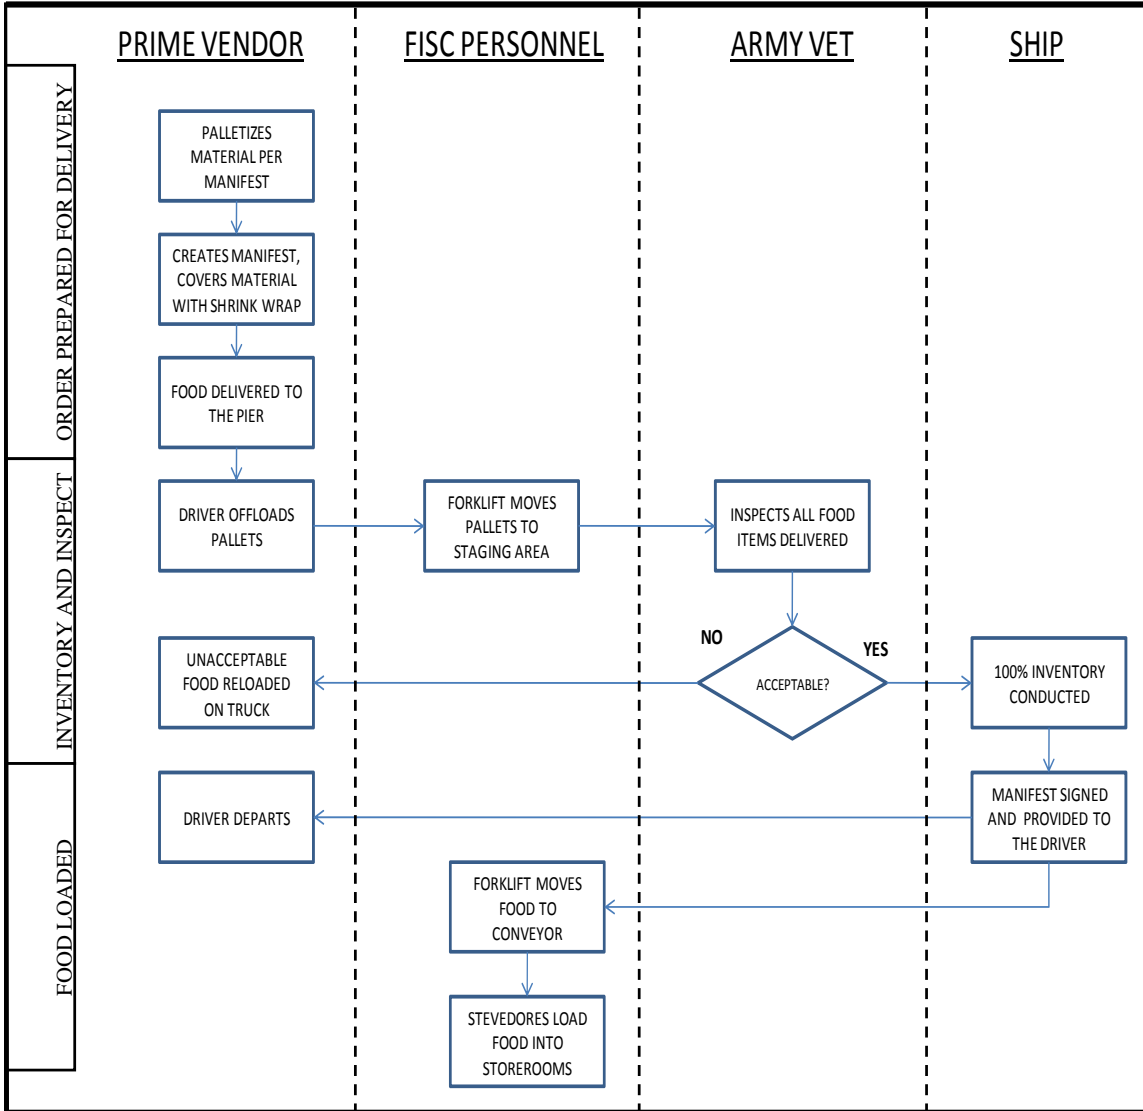 PRIME VENDOR
FISC PERSONNEL
ARMY VET
SHIP
ORDER PREPARED FOR DELIVERY
PALLETIZES
MATERIAL PER
MANIFEST
CREATES MANIFEST,
COVERS MATERIAL
WITH SHRINK WRAP
FOOD DELIVERED TO
THE PIER
INVENTORY AND INSPECT
DRIVER OFFLOADS
PALLETS
FORKLIFT MOVES
PALLETS TO
STAGING AREA
INSPECTS ALL FOOD
ITEMS DELIVERED
NO
YES
UNACCEPTABLE
FOOD RELOADED
ON TRUCK
ACCEPTABLE?
100% INVENTORY
CONDUCTED
FOOD LOADED
DRIVER DEPARTS
MANIFEST SIGNED
AND PROVIDED TO
THE DRIVER
FORKLIFT MOVES
FOOD TO
CONVEYOR
STEVEDORES LOAD
FOOD INTO
STOREROOMS